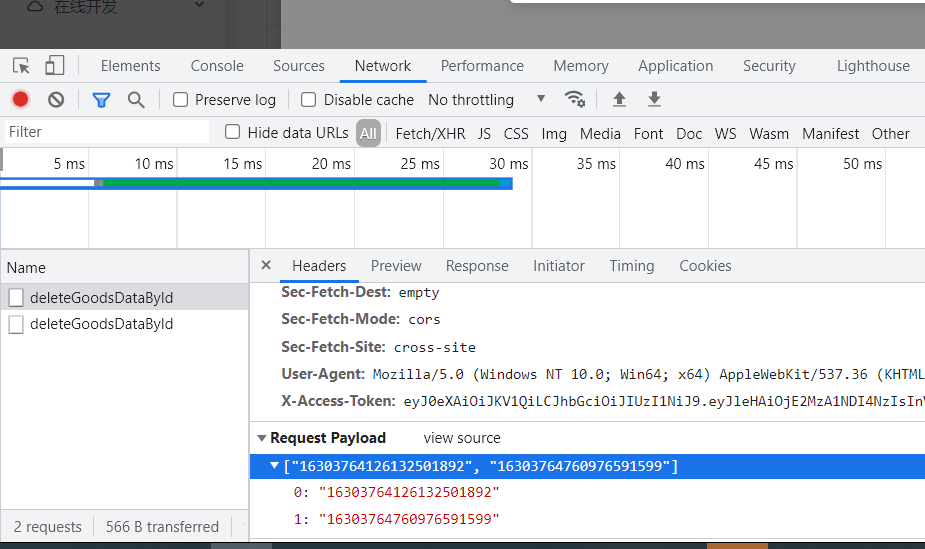 在线开发
Elements Console Sources Network Performance Memory Application Security Lighthouse
Preserve log Disable cache No throttling
Filter Hide data URLs All Fetch/XHR JS CSS Img Media Font Doc WS Wasm Manifest Other
5 ms 10 ms 15 ms 20 ms 25 ms 30 ms 35 ms 40 ms 45 ms 50 ms
Name
deleteGoodsDataById
deleteGoodsDataById
2 requests 566 B transferred
Headers Preview Response Initiator Timing Cookies
Sec-Fetch-Dest: empty
Sec-Fetch-Mode: cors
Sec-Fetch-Site: cross-site
User-Agent: Mozilla/5.0 (Windows NT 10.0; Win64; x64) AppleWebKit/537.36 (KHTML
X-Access-Token: eyJ0eXAiOiJKV1QiLCJhbGciOiJIUzI1NiJ9.eyJleHAiOjE2MzA1NDI4NzIsInV
Request Payload view source
["16303764126132501892", "16303764760976591599"]
0: "16303764126132501892"
1: "16303764760976591599"